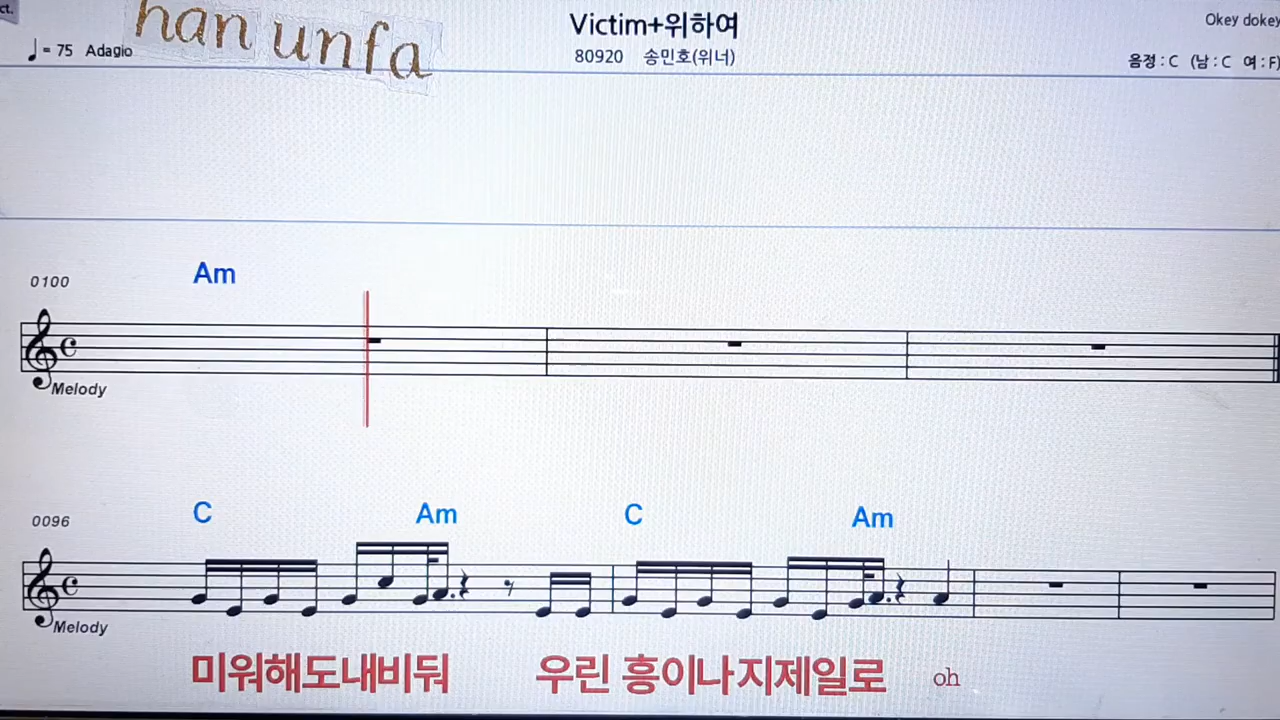 ct.
han unfa
Victim+위하여
Okey dokey
♩= 75 Adagio
80920 송민호(위너)
음정 : C (남 : C 여 : F)
0100
Am
Melody
0096
C Am C Am
Melody
미워해도내비둬 우린 흥이나지제일로 oh